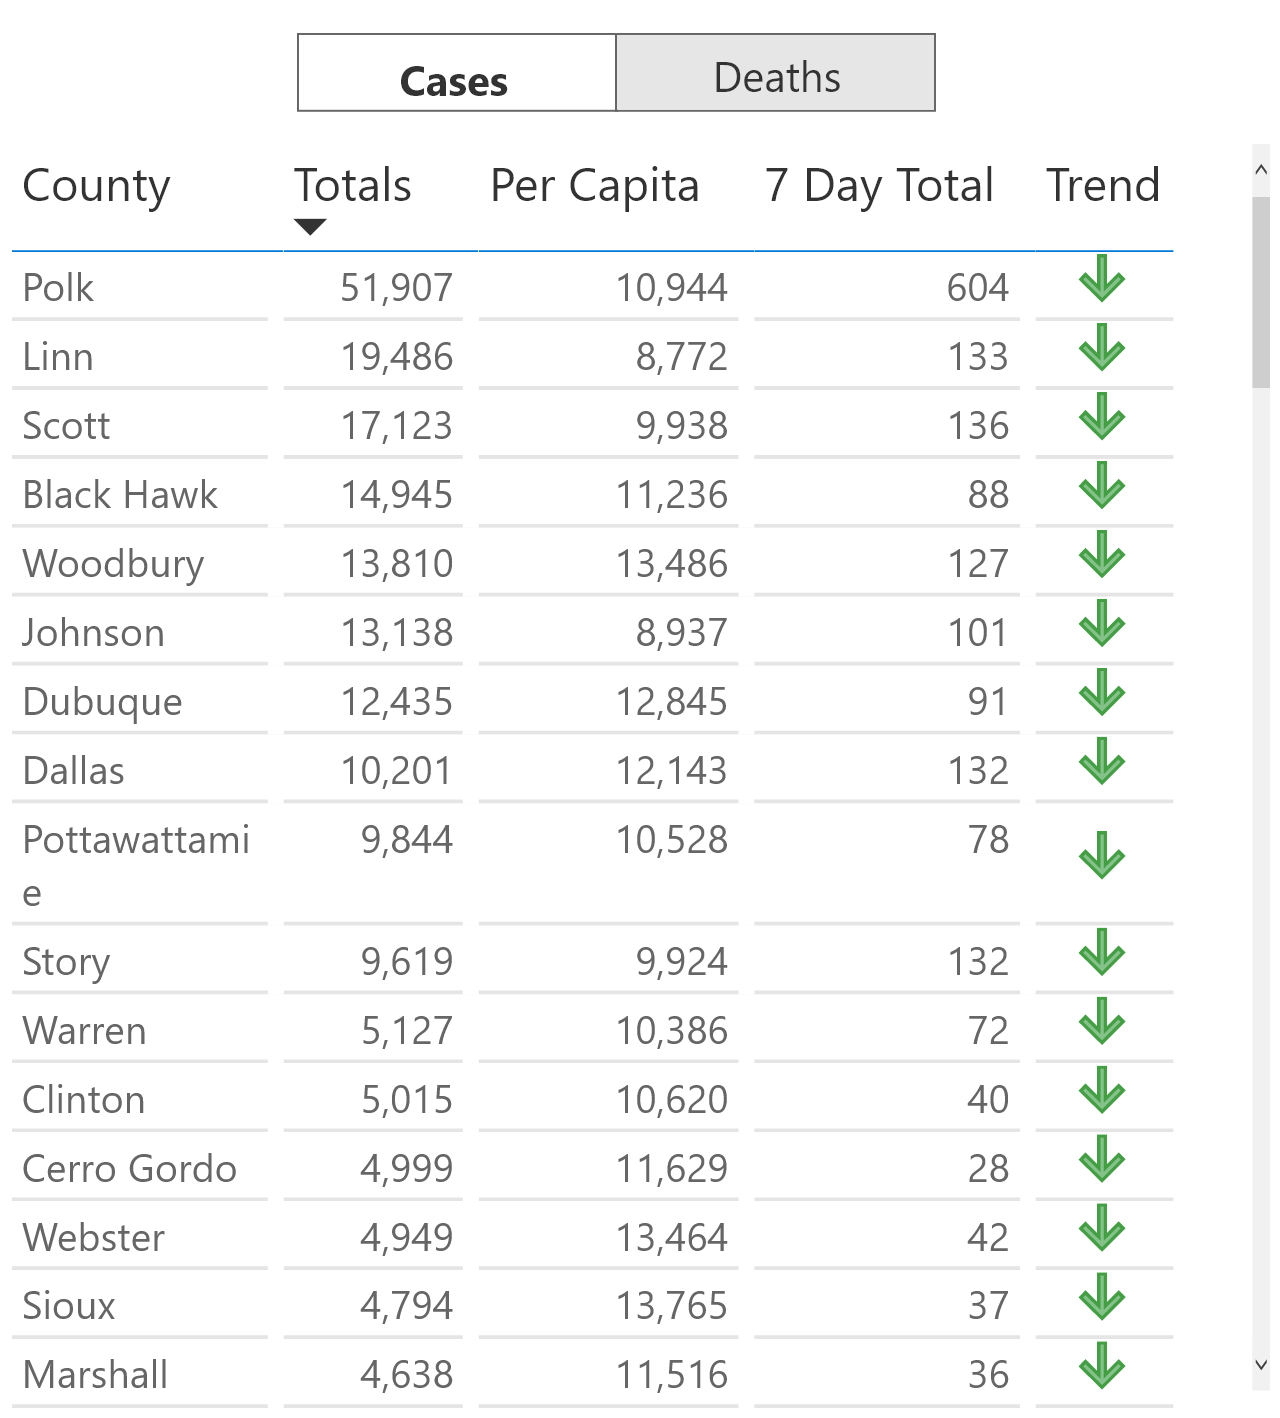 Cases Deaths
County Totals Per Capita 7 Day Total Trend
Polk 51,907 10,944 604
Linn 19,486 8,772 133
Scott 17,123 9,938 136
Black Hawk 14,945 11,236 88
Woodbury 13,810 13,486 127
Johnson 13,138 8,937 101
Dubuque 12,435 12,845 91
Dallas 10,201 12,143 132
Pottawattami 9,844 10,528 78
e
Story 9,619 9,924 132
Warren 5,127 10,386 72
Clinton 5,015 10,620 40
Cerro Gordo 4,999 11,629 28
Webster 4,949 13,464 42
Sioux 4,794 13,765 37
Marshall 4,638 11,516 36